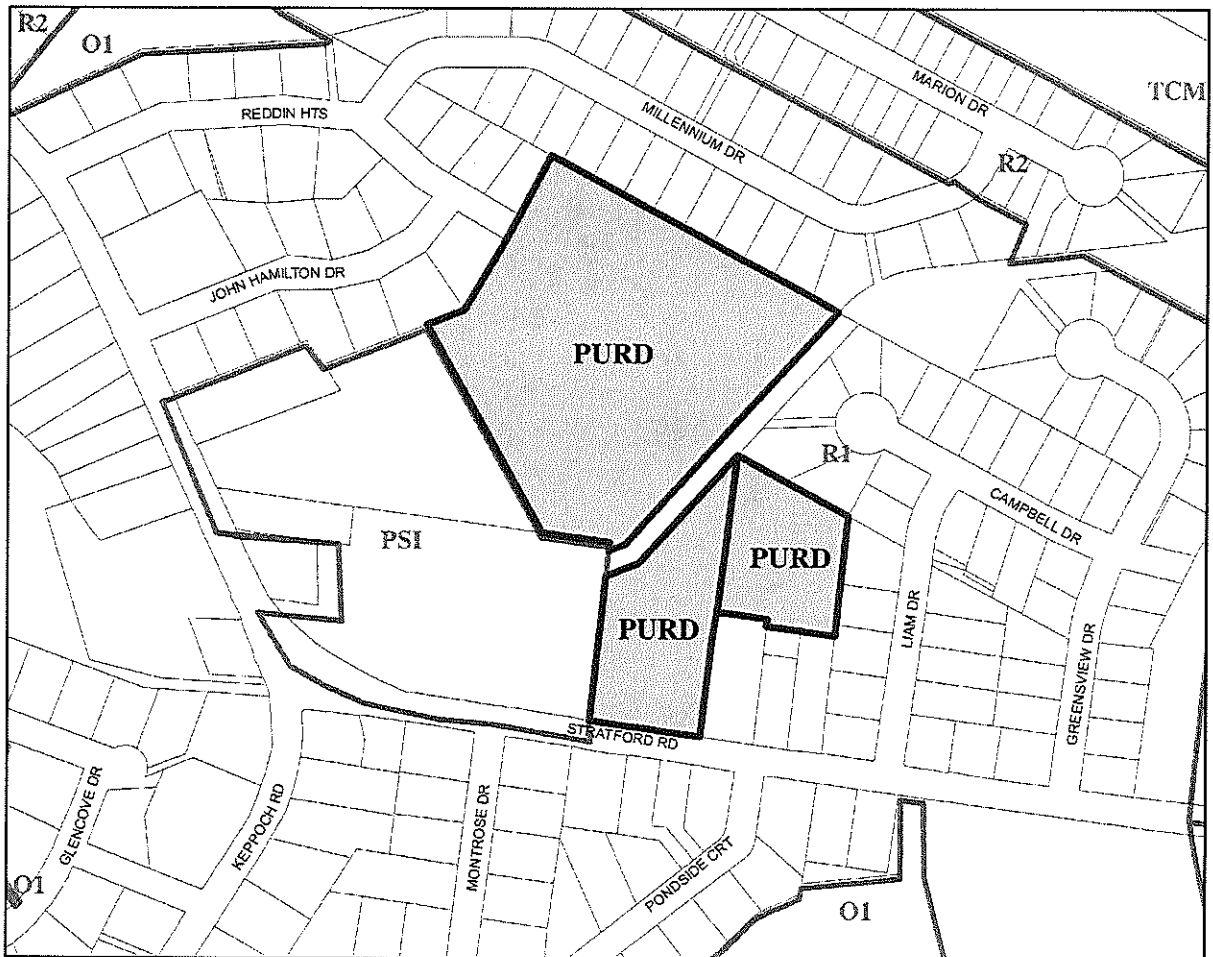 R2
O1
MARION DR
TCM
REDDIN HTS
MILLENNIUM DR
R2
JOHN HAMILTON DR
PURD
R1
CAMPBELL DR
PSI
PURD
PURD
LIAM DR
GREENSVIEW DR
STRATFORD RD
GLENCOVE DR
KEPPOCH RD
MONTROSE DR
PONDSIDE CRT
O1
O1